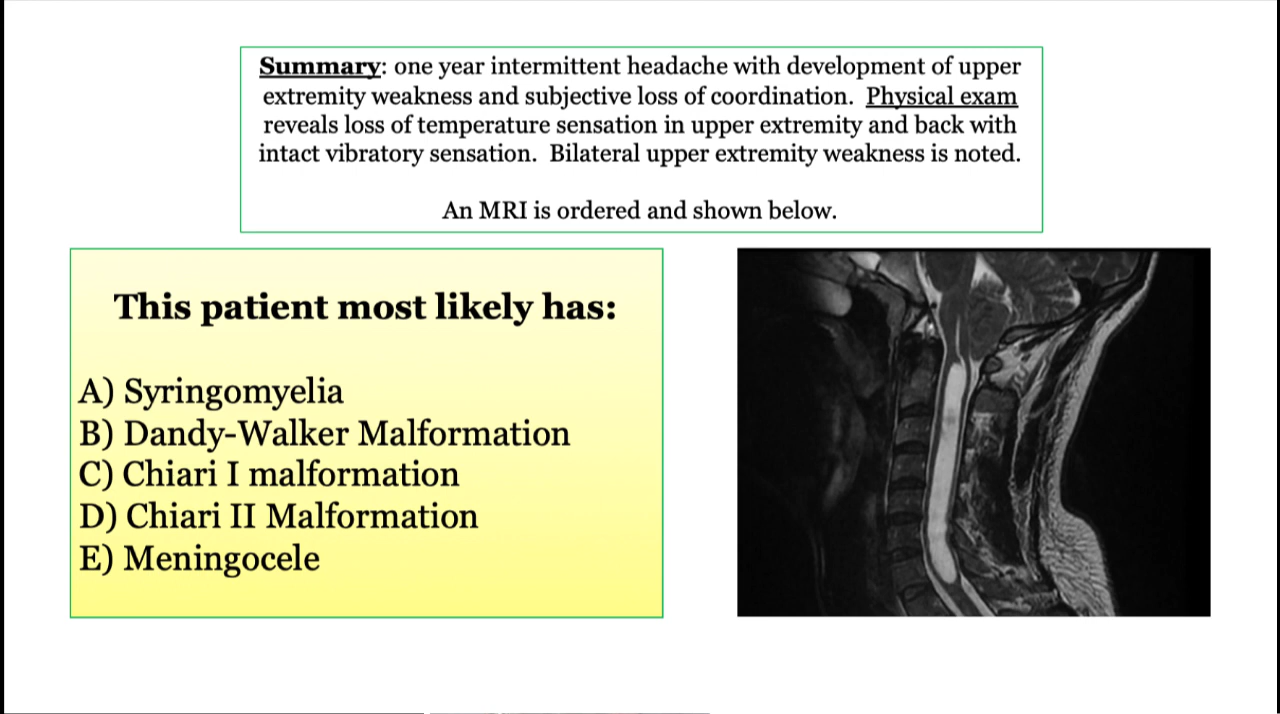 Summary: one year intermittent headache with development of upper
extremity weakness and subjective loss of coordination. Physical exam
reveals loss of temperature sensation in upper extremity and back with
intact vibratory sensation. Bilateral upper extremity weakness is noted.
An MRI is ordered and shown below.
This patient most likely has:
A) Syringomyelia
B) Dandy-Walker Malformation
C) Chiari I malformation
D) Chiari II Malformation
E) Meningocele